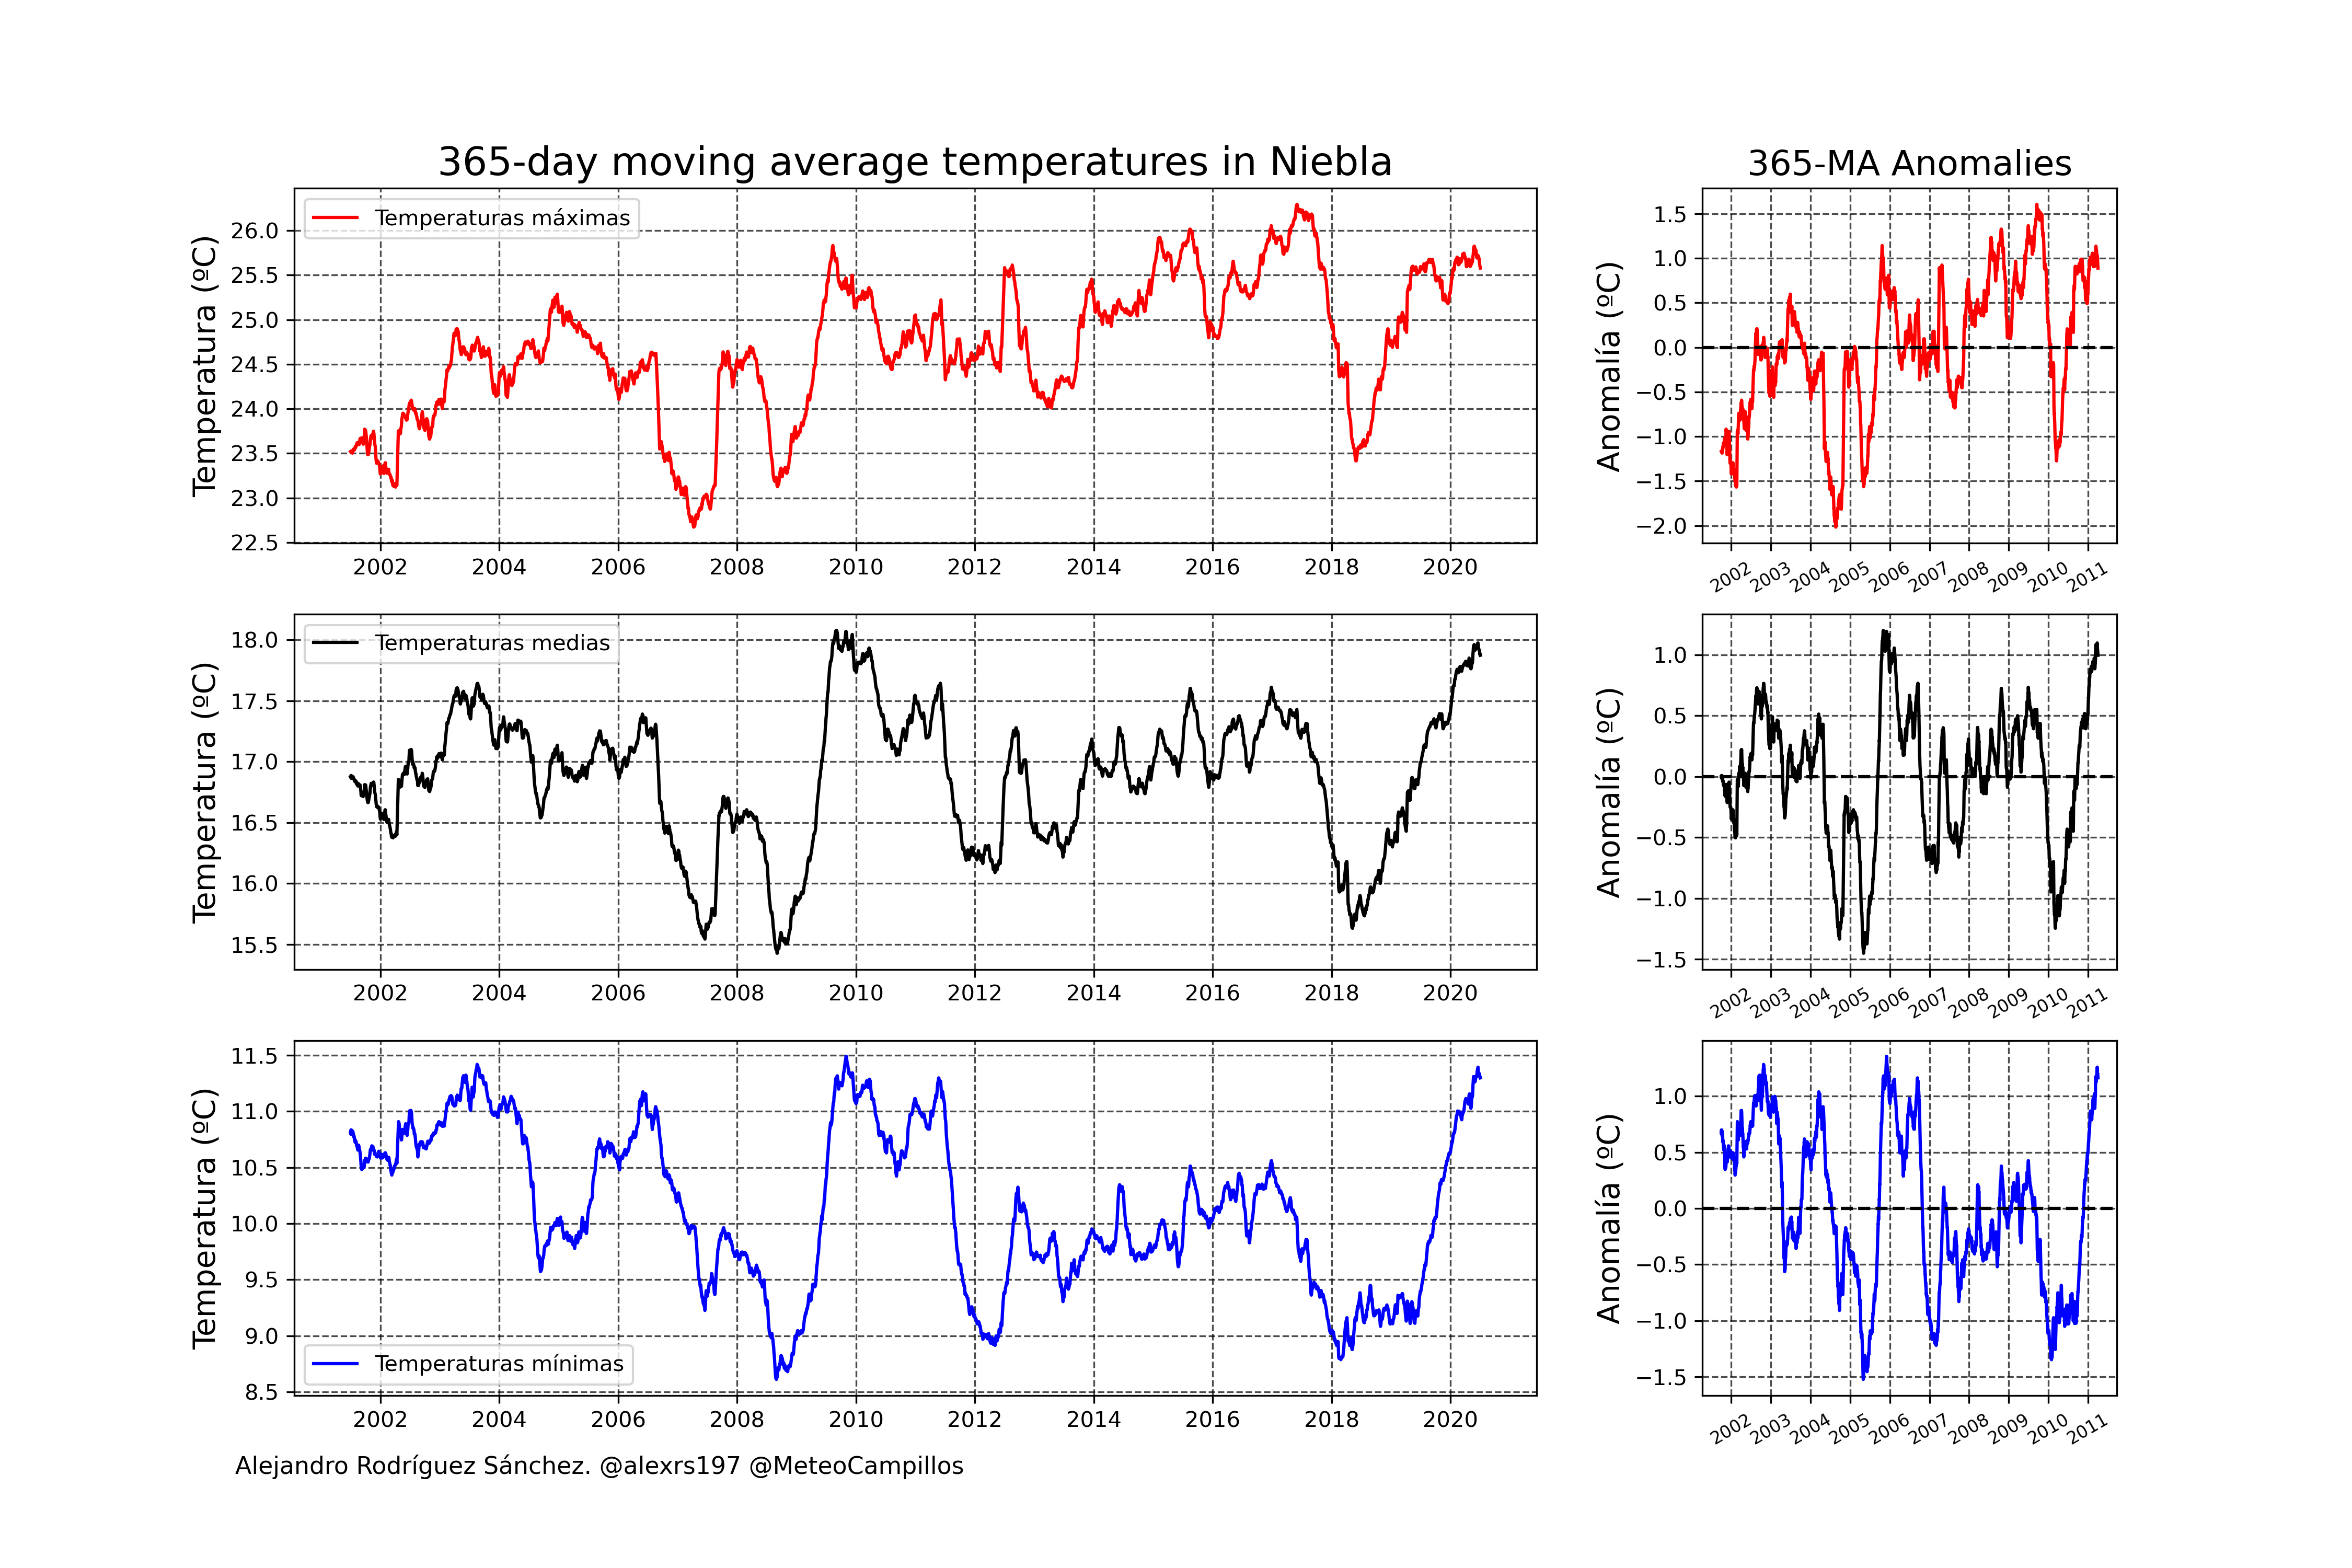 365-day moving average temperatures in Niebla
365-MA Anomalies
Temperatura (ºC)
26.0
25.5
25.0
24.5
24.0
23.5
23.0
22.5
Temperaturas máximas
2002 2004 2006 2008 2010 2012 2014 2016 2018 2020
Anomalía (ºC)
1.5
1.0
0.5
0.0
−0.5
−1.0
−1.5
−2.0
2002 2003 2004 2005 2006 2007 2008 2009 2010 2011
Temperatura (ºC)
18.0
17.5
17.0
16.5
16.0
15.5
Temperaturas medias
2002 2004 2006 2008 2010 2012 2014 2016 2018 2020
Anomalía (ºC)
1.0
0.5
0.0
−0.5
−1.0
−1.5
2002 2003 2004 2005 2006 2007 2008 2009 2010 2011
Temperatura (ºC)
11.5
11.0
10.5
10.0
9.5
9.0
8.5
Temperaturas mínimas
2002 2004 2006 2008 2010 2012 2014 2016 2018 2020
Anomalía (ºC)
1.0
0.5
0.0
−0.5
−1.0
−1.5
2002 2003 2004 2005 2006 2007 2008 2009 2010 2011
Alejandro Rodríguez Sánchez. @alexrs197 @MeteoCampillos